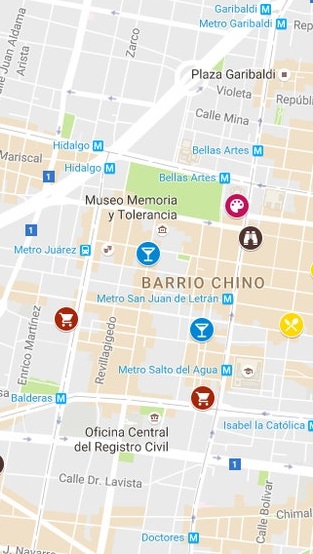 Garibaldi M
Metro Garibaldi M
Calle Juan Aldama
Arista
Zarco
Plaza Garibaldi
Violeta
Repúbli
Calle Mina
Mariscal
Hidalgo M
Bellas Artes M
Hidalgo M
1
Bellas Artes M
Museo Memoria
y Tolerancia
1
Metro Juárez
BARRIO CHINO
Metro San Juan de Letrán M
Enrico Martínez
Revillagigedo
Metro Salto del Agua M
Balderas M
Isabel la Católica M
Oficina Central
del Registro Civil
1
Calle Dr. Lavista
Calle Bolivar
Chimal
Doctores M
J. Navarro